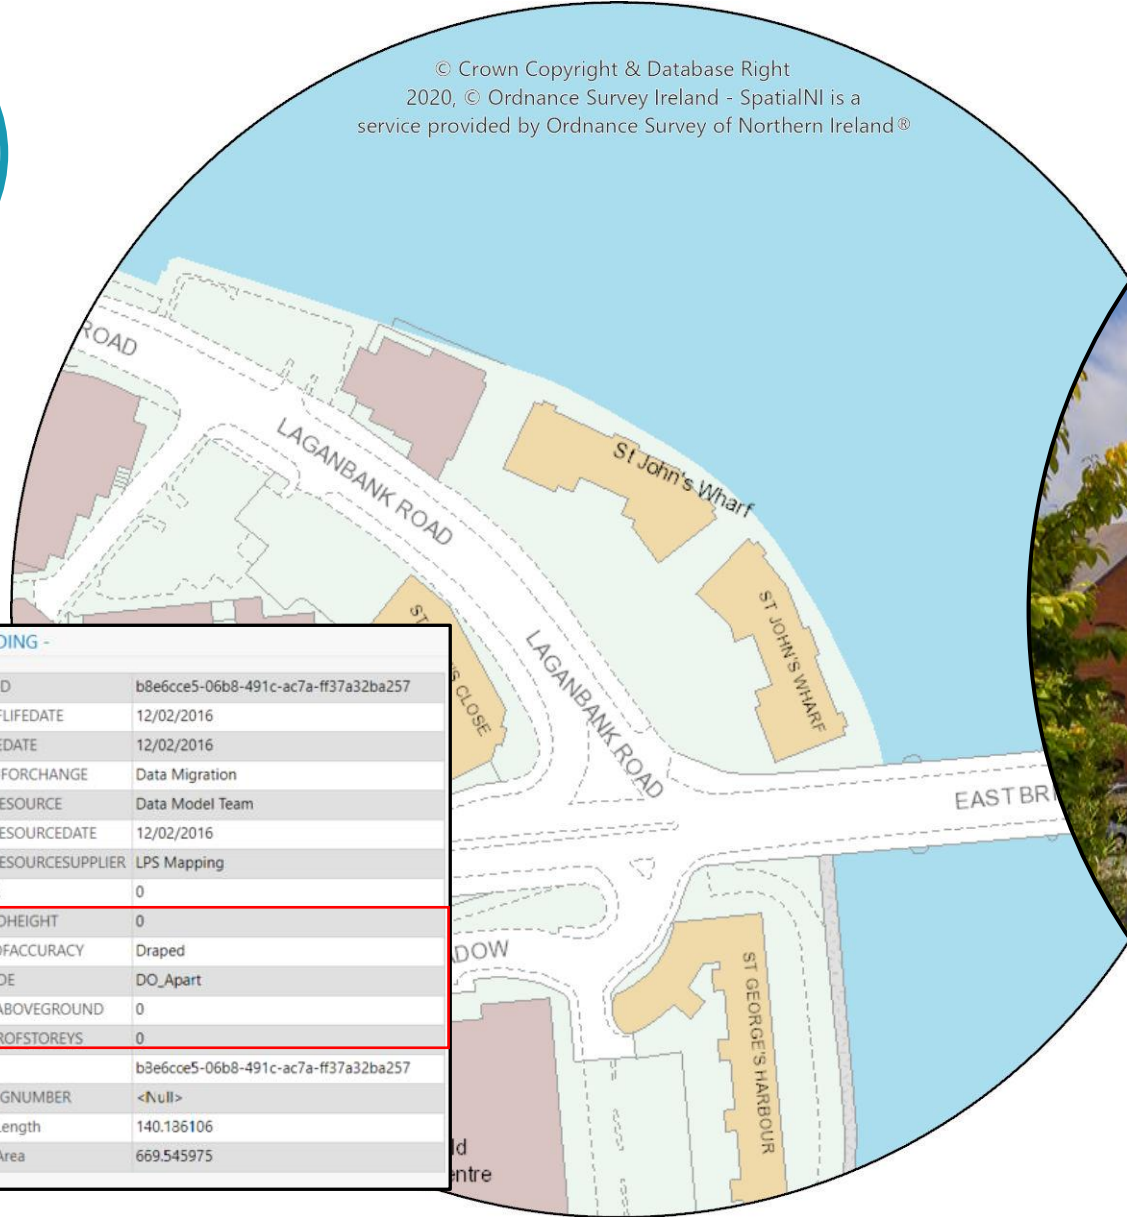 © Crown Copyright & Database Right
2020, © Ordnance Survey Ireland - SpatialNI is a
service provided by Ordnance Survey of Northern Ireland®
ROAD
LAGANBANK ROAD
St John's Wharf
ST JOHN'S WHARF
LAGANBANK ROAD
ST
'S CLOSE
EAST BRI
DOW
ST GEORGE'S HARBOUR
ld
entre
DING -
D b8e6cce5-06b8-491c-ac7a-ff37a32ba257
FLIFEDATE 12/02/2016
EDATE 12/02/2016
FORCHANGE Data Migration
ESOURCE Data Model Team
ESOURCEDATE 12/02/2016
ESOURCESUPPLIER LPS Mapping
0
OHEIGHT 0
OFACCURACY Draped
DE DO_Apart
ABOVEGROUND 0
ROFSTOREYS 0
b8e6cce5-06b8-491c-ac7a-ff37a32ba257
GNUMBER <Null>
Length 140.136106
Area 669.545975